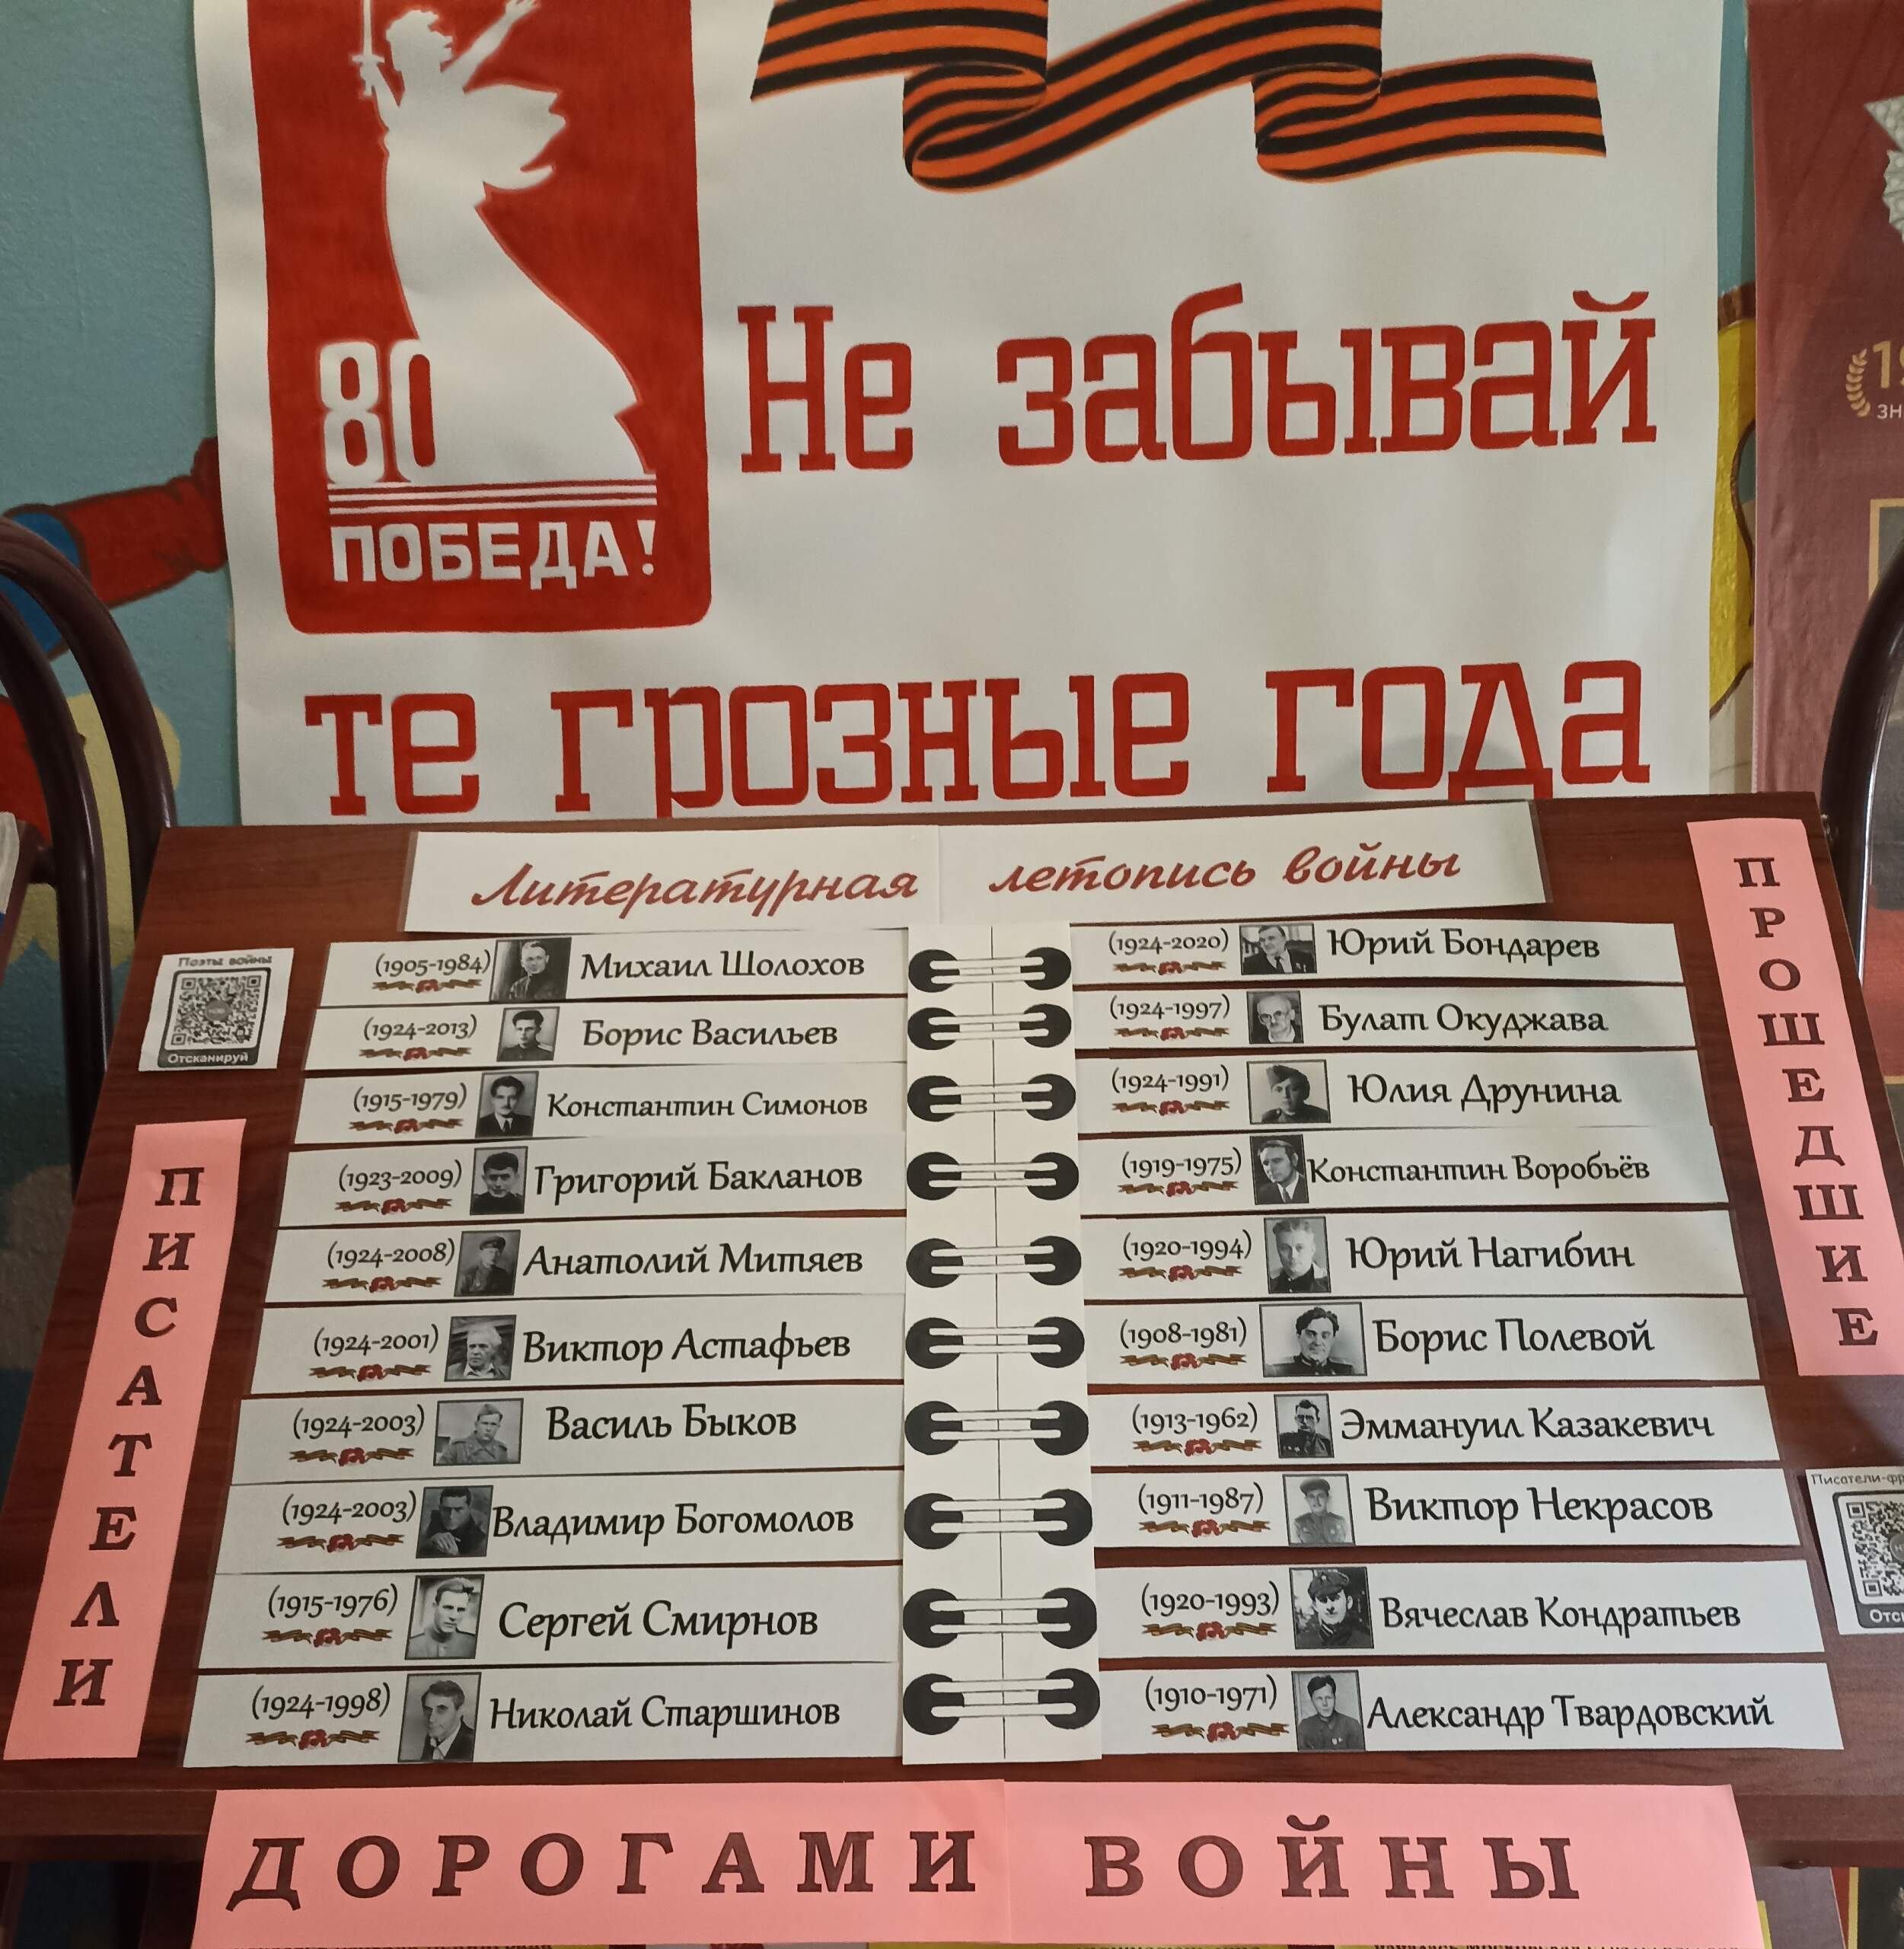 80
ПОБЕДА!
Не забывай
те грозные года
Литературная летопись войны
Поэты войны
Отсканируй
ПИСАТЕЛИ
ПРОШЕДШИЕ
(1905-1984) Михаил Шолохов
(1924-2013) Борис Васильев
(1915-1979) Константин Симонов
(1923-2009) Григорий Бакланов
(1924-2008) Анатолий Митяев
(1924-2001) Виктор Астафьев
(1924-2003) Василь Быков
(1924-2003) Владимир Богомолов
(1915-1976) Сергей Смирнов
(1924-1998) Николай Старшинов
(1924-2020) Юрий Бондарев
(1924-1997) Булат Окуджава
(1924-1991) Юлия Друнина
(1919-1975) Константин Воробьёв
(1920-1994) Юрий Нагибин
(1908-1981) Борис Полевой
(1913-1962) Эммануил Казакевич
(1911-1987) Виктор Некрасов
(1920-1993) Вячеслав Кондратьев
(1910-1971) Александр Твардовский
Писатели-фр
Отс
ДОРОГАМИ ВОЙНЫ